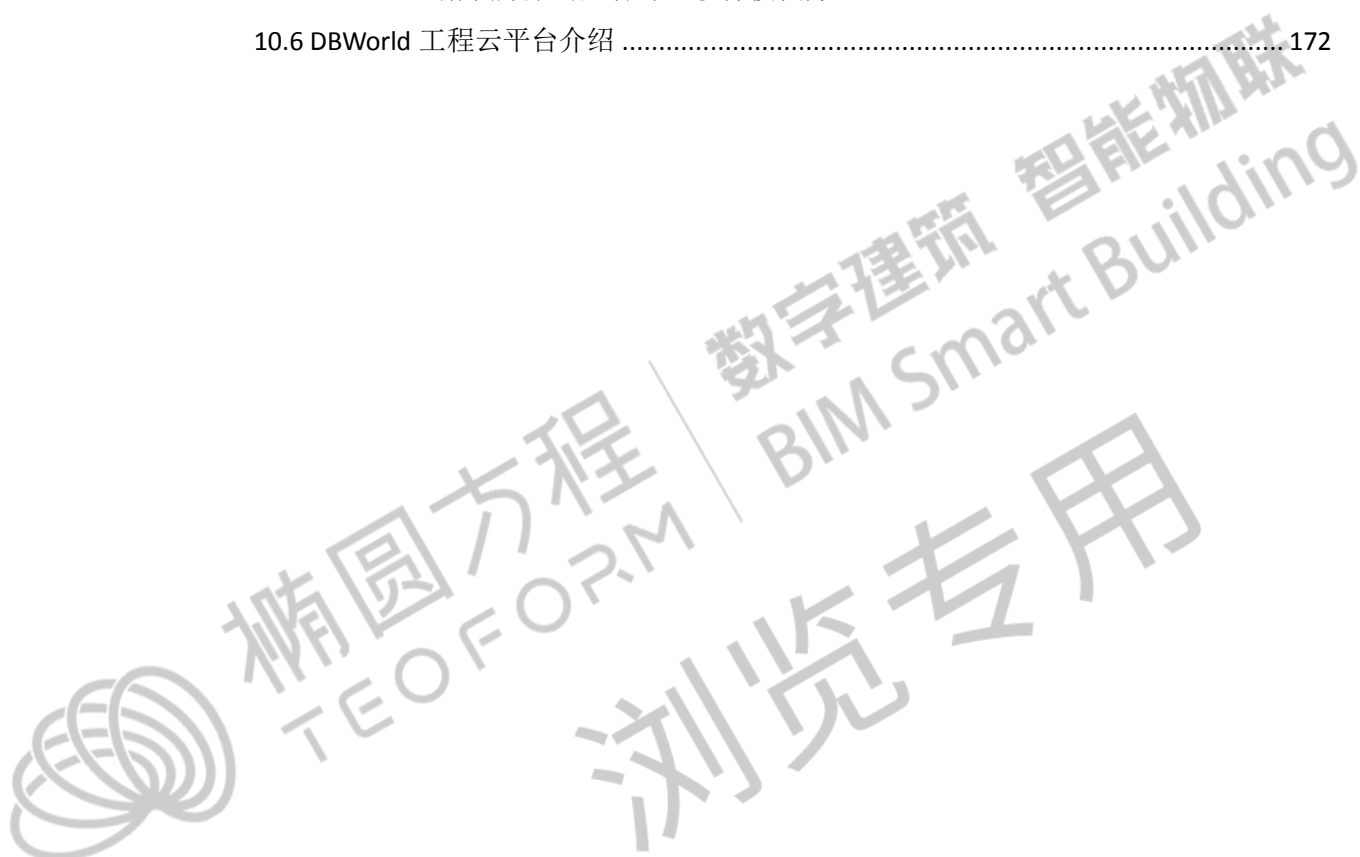 10.6 DBWorld 工程云平台介绍 ........................................................................... 172
椭圆方程
TEOFORM
数字建筑 智能物联
BIM Smart Building
浏览专用